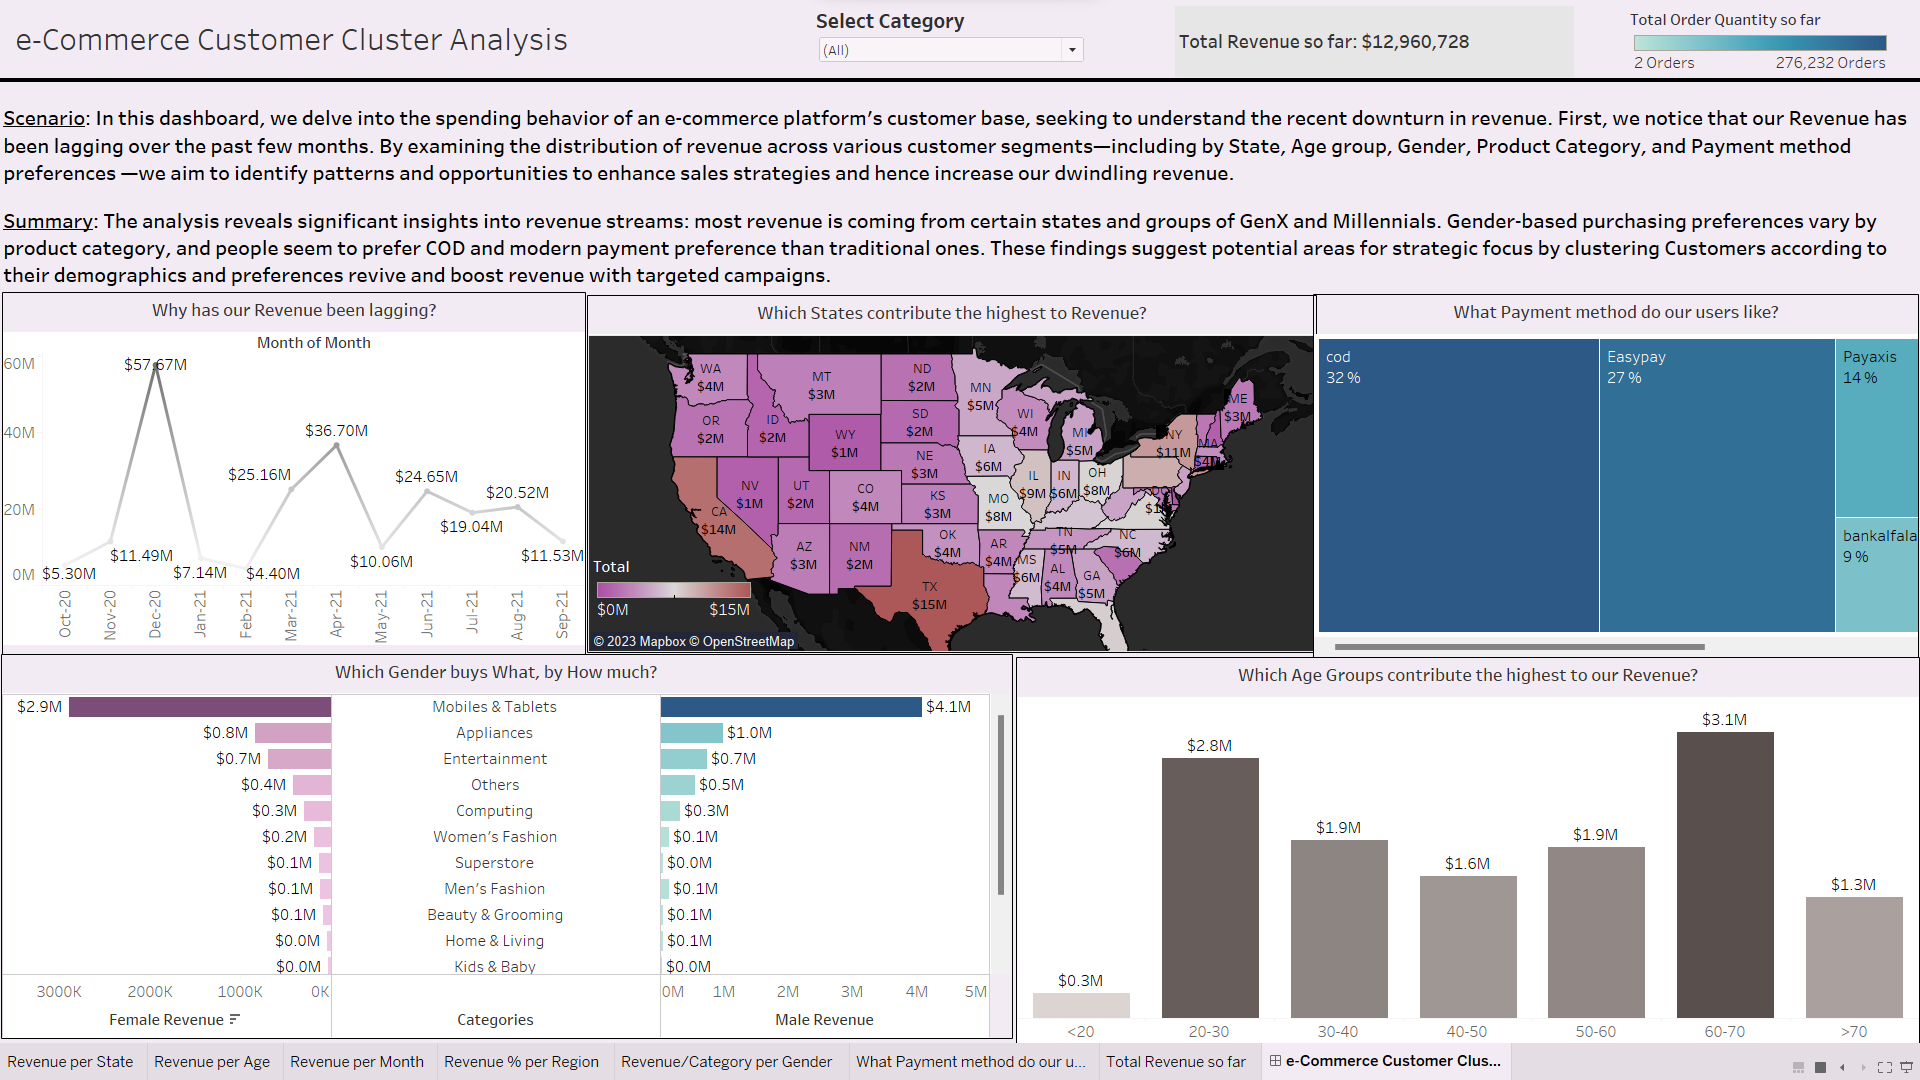 e-Commerce Customer Cluster Analysis
Select Category
(All)
Total Revenue so far: $12,960,728
Total Order Quantity so far
2 Orders
276,232 Orders
Scenario: In this dashboard, we delve into the spending behavior of an e-commerce platform's customer base, seeking to understand the recent downturn in revenue. First, we notice that our Revenue has
been lagging over the past few months. By examining the distribution of revenue across various customer segments—including by State, Age group, Gender, Product Category, and Payment method
preferences —we aim to identify patterns and opportunities to enhance sales strategies and hence increase our dwindling revenue.
Summary: The analysis reveals significant insights into revenue streams: most revenue is coming from certain states and groups of GenX and Millennials. Gender-based purchasing preferences vary by
product category, and people seem to prefer COD and modern payment preference than traditional ones. These findings suggest potential areas for strategic focus by clustering Customers according to
their demographics and preferences revive and boost revenue with targeted campaigns.
Why has our Revenue been lagging?
Month of Month
60M
40M
20M
0M
$5.30M
$11.49M
$57.67M
$7.14M
$4.40M
$25.16M
$36.70M
$10.06M
$24.65M
$19.04M
$20.52M
$11.53M
Oct-20
Nov-20
Dec-20
Jan-21
Feb-21
Mar-21
Apr-21
May-21
Jun-21
Jul-21
Aug-21
Sep-21
Which States contribute the highest to Revenue?
WA
$4M
MT
$3M
ND
$2M
MN
$5M
OR
$2M
ID
$2M
WY
$1M
SD
$2M
WI
$4M
MI
$5M
NY
$11M
ME
$3M
MA
$4M
NE
$3M
IA
$6M
NV
$1M
UT
$2M
CO
$4M
KS
$3M
MO
$8M
IL
$9M
IN
$6M
OH
$8M
DC
CA
$14M
AZ
$3M
NM
$2M
OK
$4M
AR
$4M
TN
$5M
NC
$6M
MS
$6M
AL
$4M
GA
$5M
TX
$15M
Total
$0M
$15M
© 2023 Mapbox © OpenStreetMap
What Payment method do our users like?
cod
32 %
Easypay
27 %
Payaxis
14 %
bankalfala
9 %
Which Gender buys What, by How much?
$2.9M Mobiles & Tablets $4.1M
$0.8M Appliances $1.0M
$0.7M Entertainment $0.7M
$0.4M Others $0.5M
$0.3M Computing $0.3M
$0.2M Women's Fashion $0.1M
$0.1M Superstore $0.0M
$0.1M Men's Fashion $0.1M
$0.1M Beauty & Grooming $0.1M
$0.0M Home & Living $0.1M
$0.0M Kids & Baby $0.0M
3000K 2000K 1000K 0K 0M 1M 2M 3M 4M 5M
Female Revenue Categories Male Revenue
Which Age Groups contribute the highest to our Revenue?
$0.3M
$2.8M
$1.9M
$1.6M
$1.9M
$3.1M
$1.3M
<20 20-30 30-40 40-50 50-60 60-70 >70
Revenue per State
Revenue per Age
Revenue per Month
Revenue % per Region
Revenue/Category per Gender
What Payment method do our u...
Total Revenue so far
e-Commerce Customer Clus...